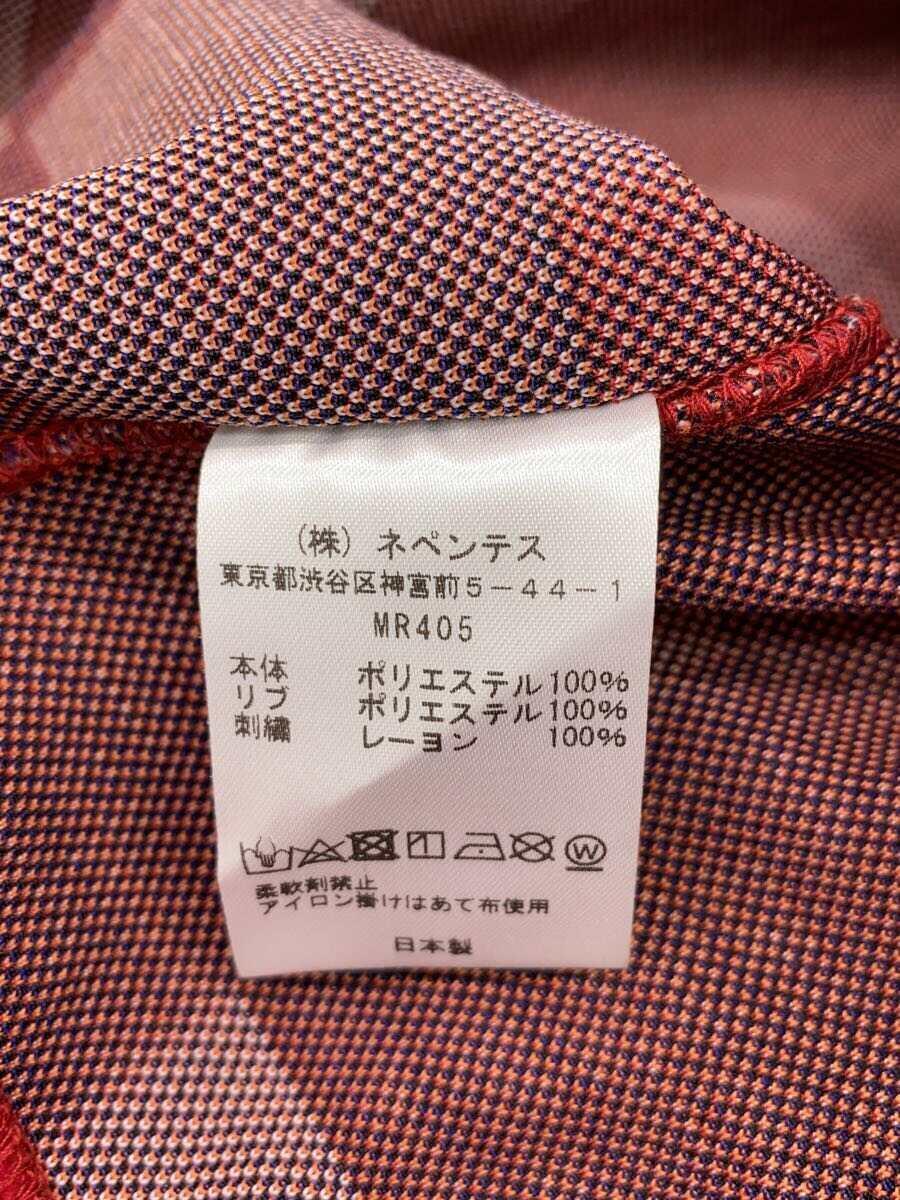 (株) ネペンテス
東京都渋谷区神宮前5-44-1
MR405
本体 ポリエステル100%
リブ ポリエステル100%
刺繍 レーヨン 100%
W
柔軟剤禁止
アイロン掛けはあて布使用
日本製